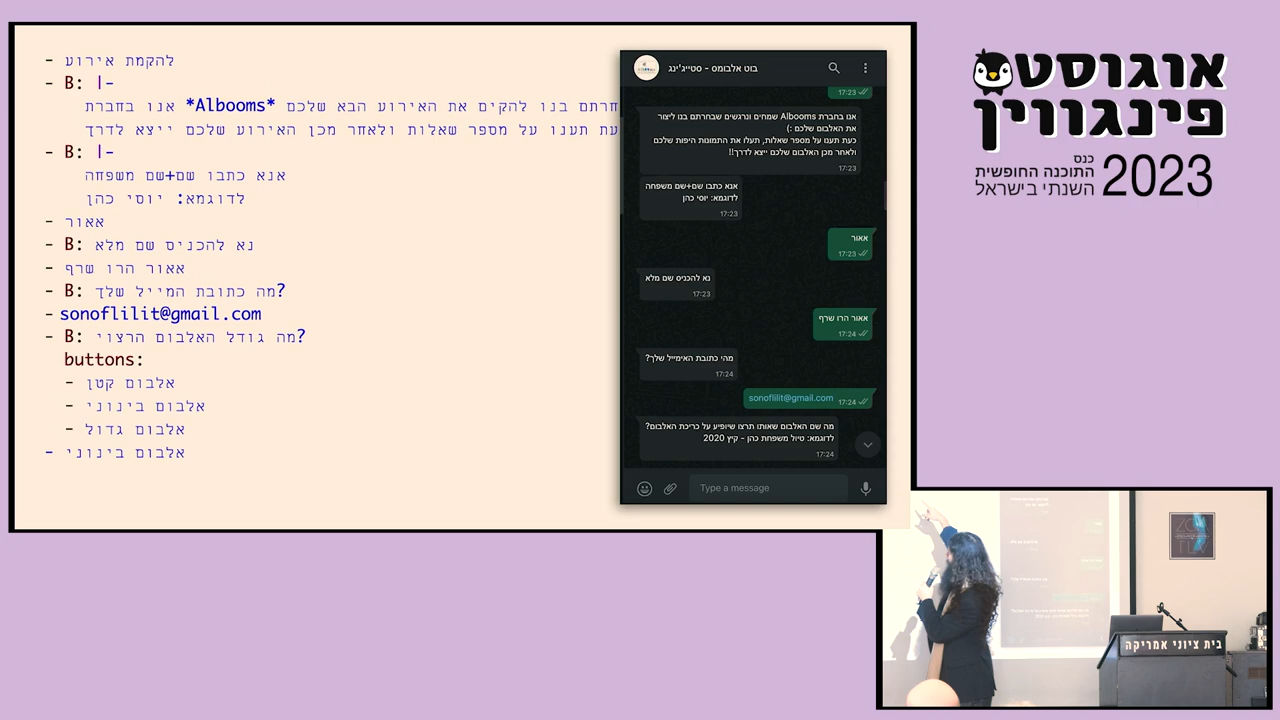 - להקמת אירוע
- B: |-
אנו בחברת *Albooms* חרתם בנו להקים את האירוע הבא שלכם
עת תענו על מספר שאלות ולאחר מכן האירוע שלכם ייצא לדרך
- B: |-
אנא כתבו שם+שם משפחה
לדוגמא: יוסי כהן
- אאור
- B: נא להכניס שם מלא
- אאור הרו שרף
- B: מה כתובת המייל שלך?
- sonoflilit@gmail.com
- B: מה גודל האלבום הרצוי?
buttons:
- אלבום קטן
- אלבום בינוני
- אלבום גדול
- אלבום בינוני
בוט אלבומס - סטייג'ינג
17:23
אנו בחברת Albooms שמחים ונרגשים שבחרתם בנו ליצור
את האלבום שלכם :)
כעת תענו על מספר שאלות, תעלו את התמונות היפות שלכם
ולאחר מכן האלבום שלכם ייצא לדרך!!
17:23
אנא כתבו שם+שם משפחה
לדוגמא: יוסי כהן
17:23
אאור
17:23
נא להכניס שם מלא
17:23
אאור הרו שרף
17:24
מהי כתובת האימייל שלך?
17:24
sonoflilit@gmail.com 17:24
מה שם האלבום שאותו תרצו שיופיע על כריכת האלבום?
לדוגמא: טיול משפחת כהן - קיץ 2020
17:24
Type a message
אוגוסט
פינגווין
כנס
התוכנה החופשית
השנתי בישראל
2023
בית ציוני אמריקה